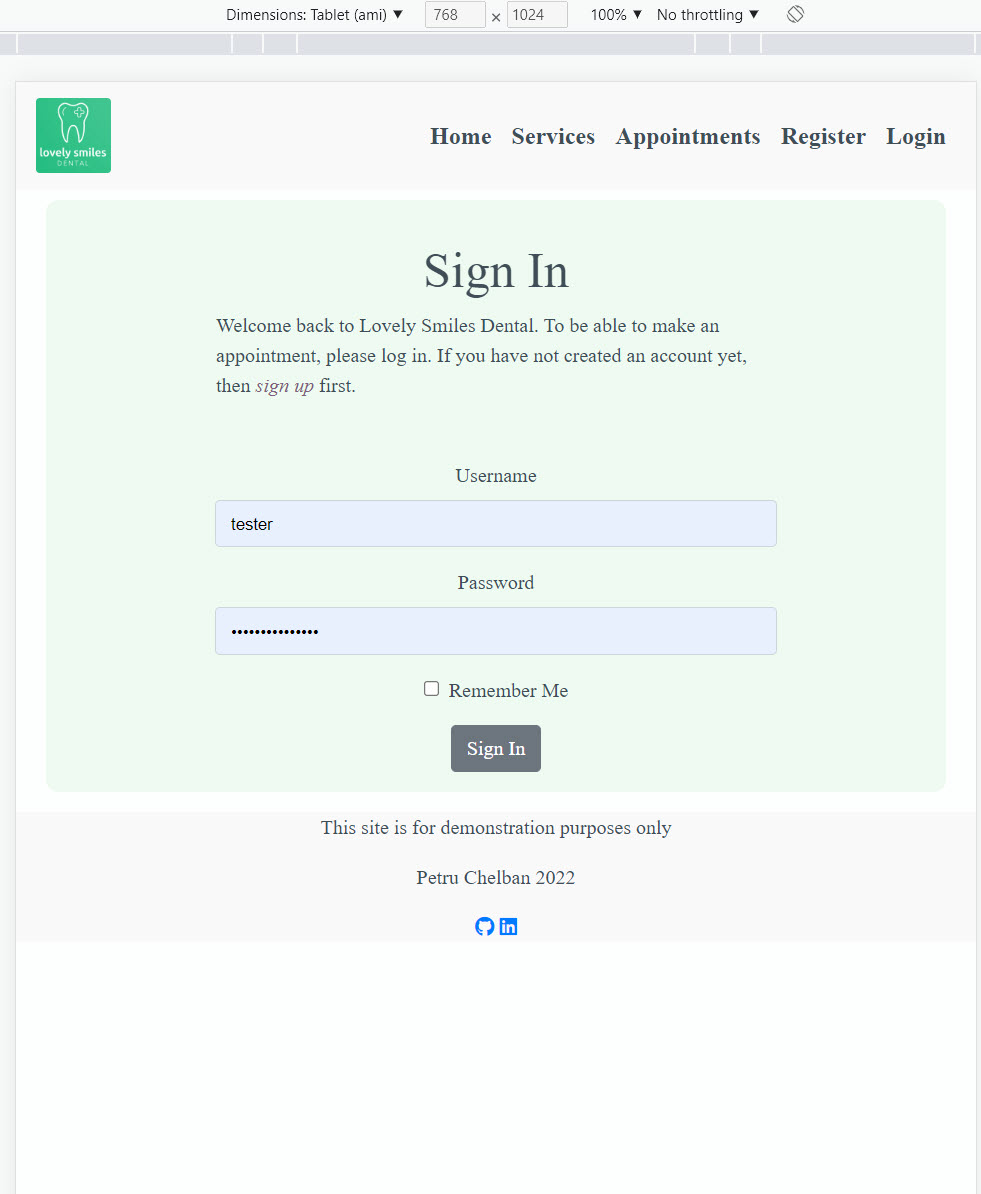 Dimensions: Tablet (ami) ▼ 768 × 1024 100% ▼ No throttling ▼
lovely smiles
DENTAL
Home Services Appointments Register Login
Sign In
Welcome back to Lovely Smiles Dental. To be able to make an
appointment, please log in. If you have not created an account yet,
then sign up first.
Username
tester
Password
•••••••••••••••
Remember Me
Sign In
This site is for demonstration purposes only
Petru Chelban 2022
in